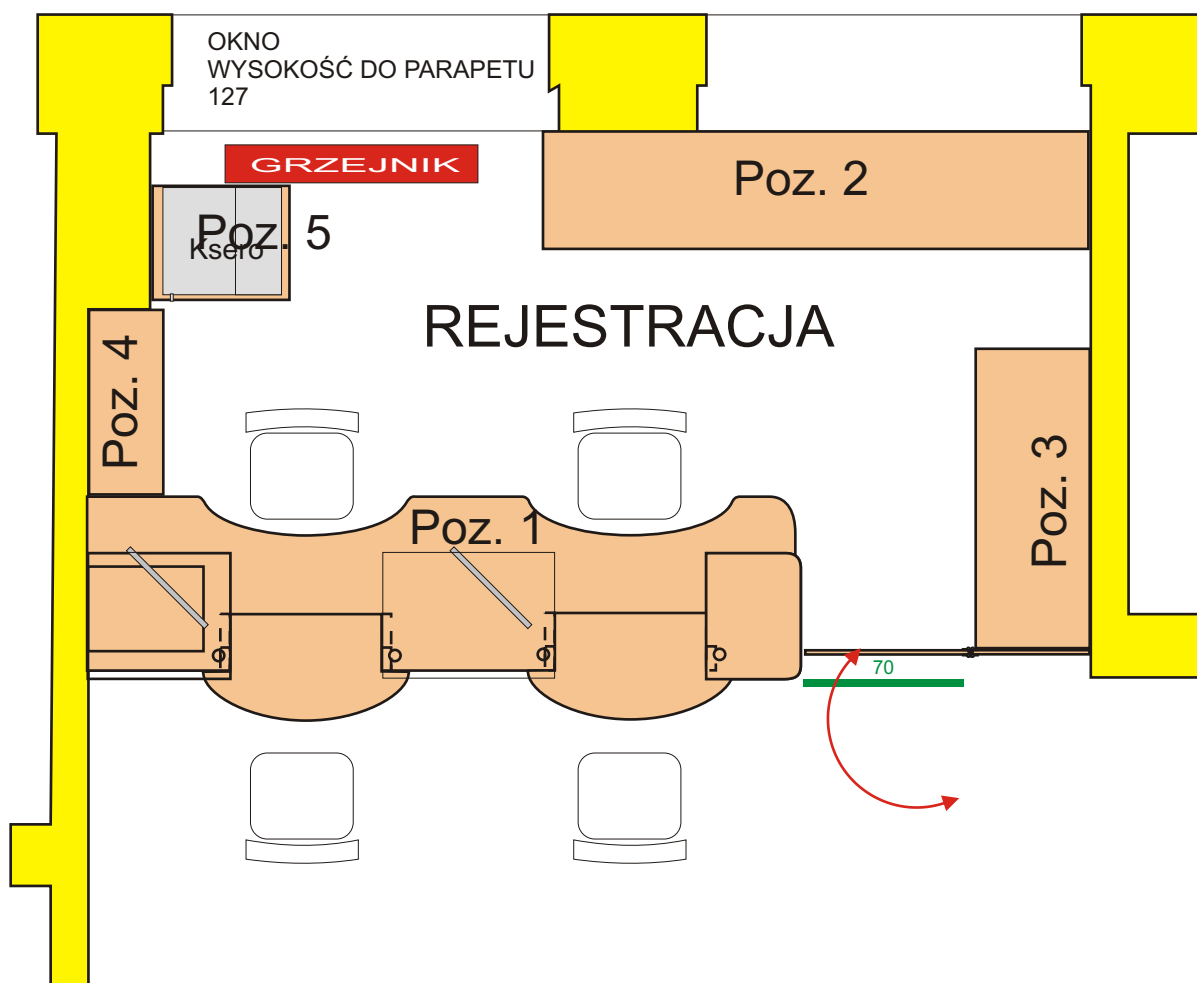 OKNO
WYSOKOŚĆ DO PARAPETU
127
GRZEJNIK
Poz. 2
Poz. 5
Ksero
REJESTRACJA
Poz. 4
Poz. 3
Poz. 1
70